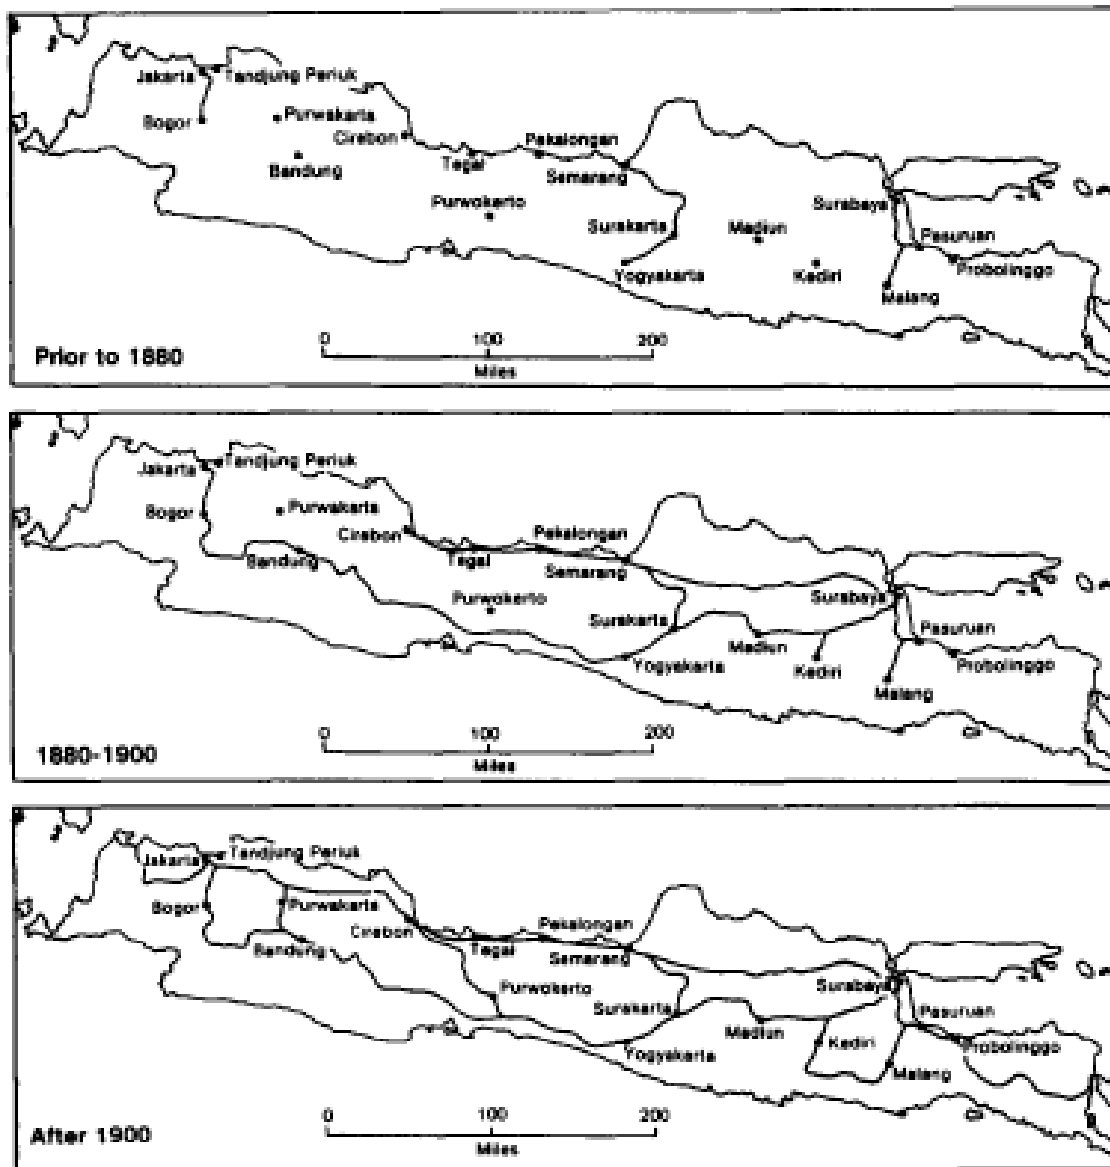 Jakarta
Tandjung Periuk
Bogor
Purwakarta
Cirebon
Bandung
Tegal
Pekalongan
Semarang
Purwokerto
Surakarta
Yogyakarta
Madiun
Kediri
Surabaya
Pasuruan
Probolinggo
Malang
0 100 200
Miles
Prior to 1880
Jakarta
Tandjung Periuk
Bogor
Purwakarta
Cirebon
Bandung
Tegal
Pekalongan
Semarang
Purwokerto
Surakarta
Yogyakarta
Madiun
Kediri
Surabaya
Pasuruan
Probolinggo
Malang
0 100 200
Miles
1880-1900
Jakarta
Tandjung Periuk
Bogor
Purwakarta
Cirebon
Bandung
Tegal
Pekalongan
Semarang
Purwokerto
Surakarta
Yogyakarta
Madiun
Kediri
Surabaya
Pasuruan
Probolinggo
Malang
0 100 200
Miles
After 1900